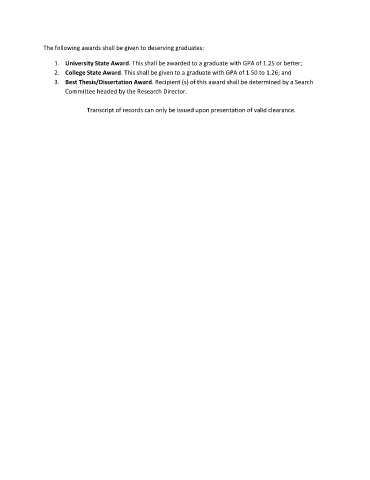 The following awards shall be given to deserving graduates:
1. University State Award. This shall be awarded to a graduate with GPA of 1.25 or better;
2. College State Award. This shall be given to a graduate with GPA of 1.50 to 1.26; and
3. Best Thesis/Dissertation Award. Recipient (s) of this award shall be determined by a Search
Committee headed by the Research Director.
Transcript of records can only be issued upon presentation of valid clearance.